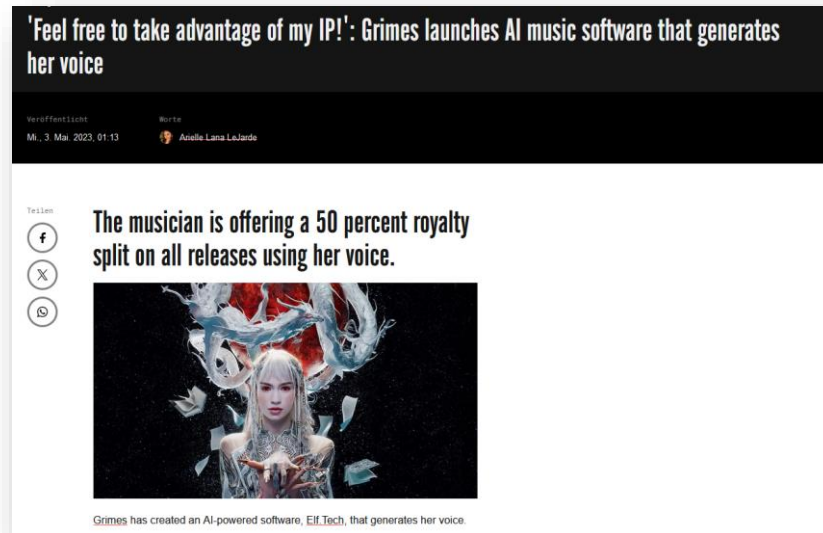 'Feel free to take advantage of my IP!': Grimes launches AI music software that generates
her voice
Veröffentlicht
Mi., 3. Mai. 2023, 01:13
Worte
Arielle Lana LeJarde
Teilen
The musician is offering a 50 percent royalty
split on all releases using her voice.
Grimes has created an AI-powered software, Elf.Tech, that generates her voice.